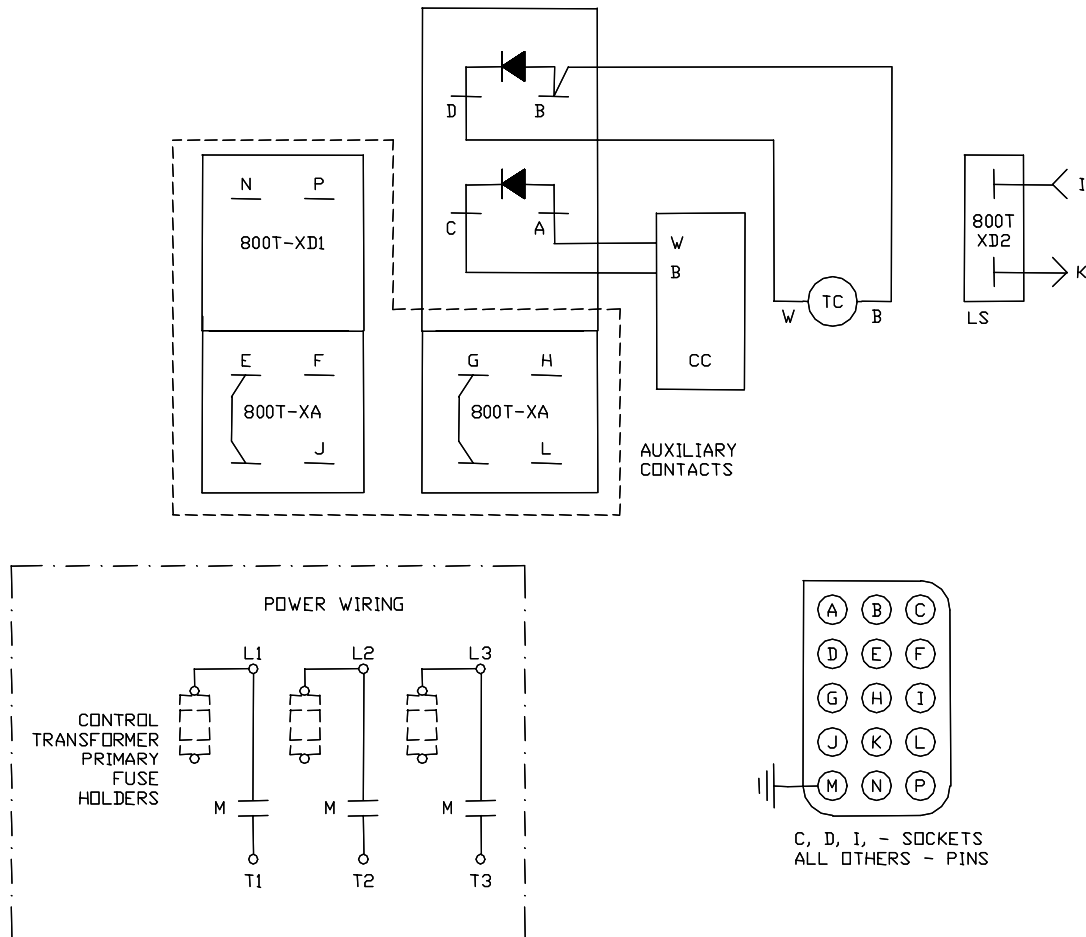 D B
N P
I
C A
800T-XD1
800T
XD2
W
B
K
TC
W B
LS
CC
E F
G H
800T-XA
800T-XA
J
L
AUXILIARY
CONTACTS
POWER WIRING
L1 L2 L3
CONTROL
TRANSFORMER
PRIMARY
FUSE
HOLDERS
M M M
T1 T2 T3
A B C
D E F
G H I
J K L
M N P
C, D, I, - SOCKETS
ALL OTHERS - PINS